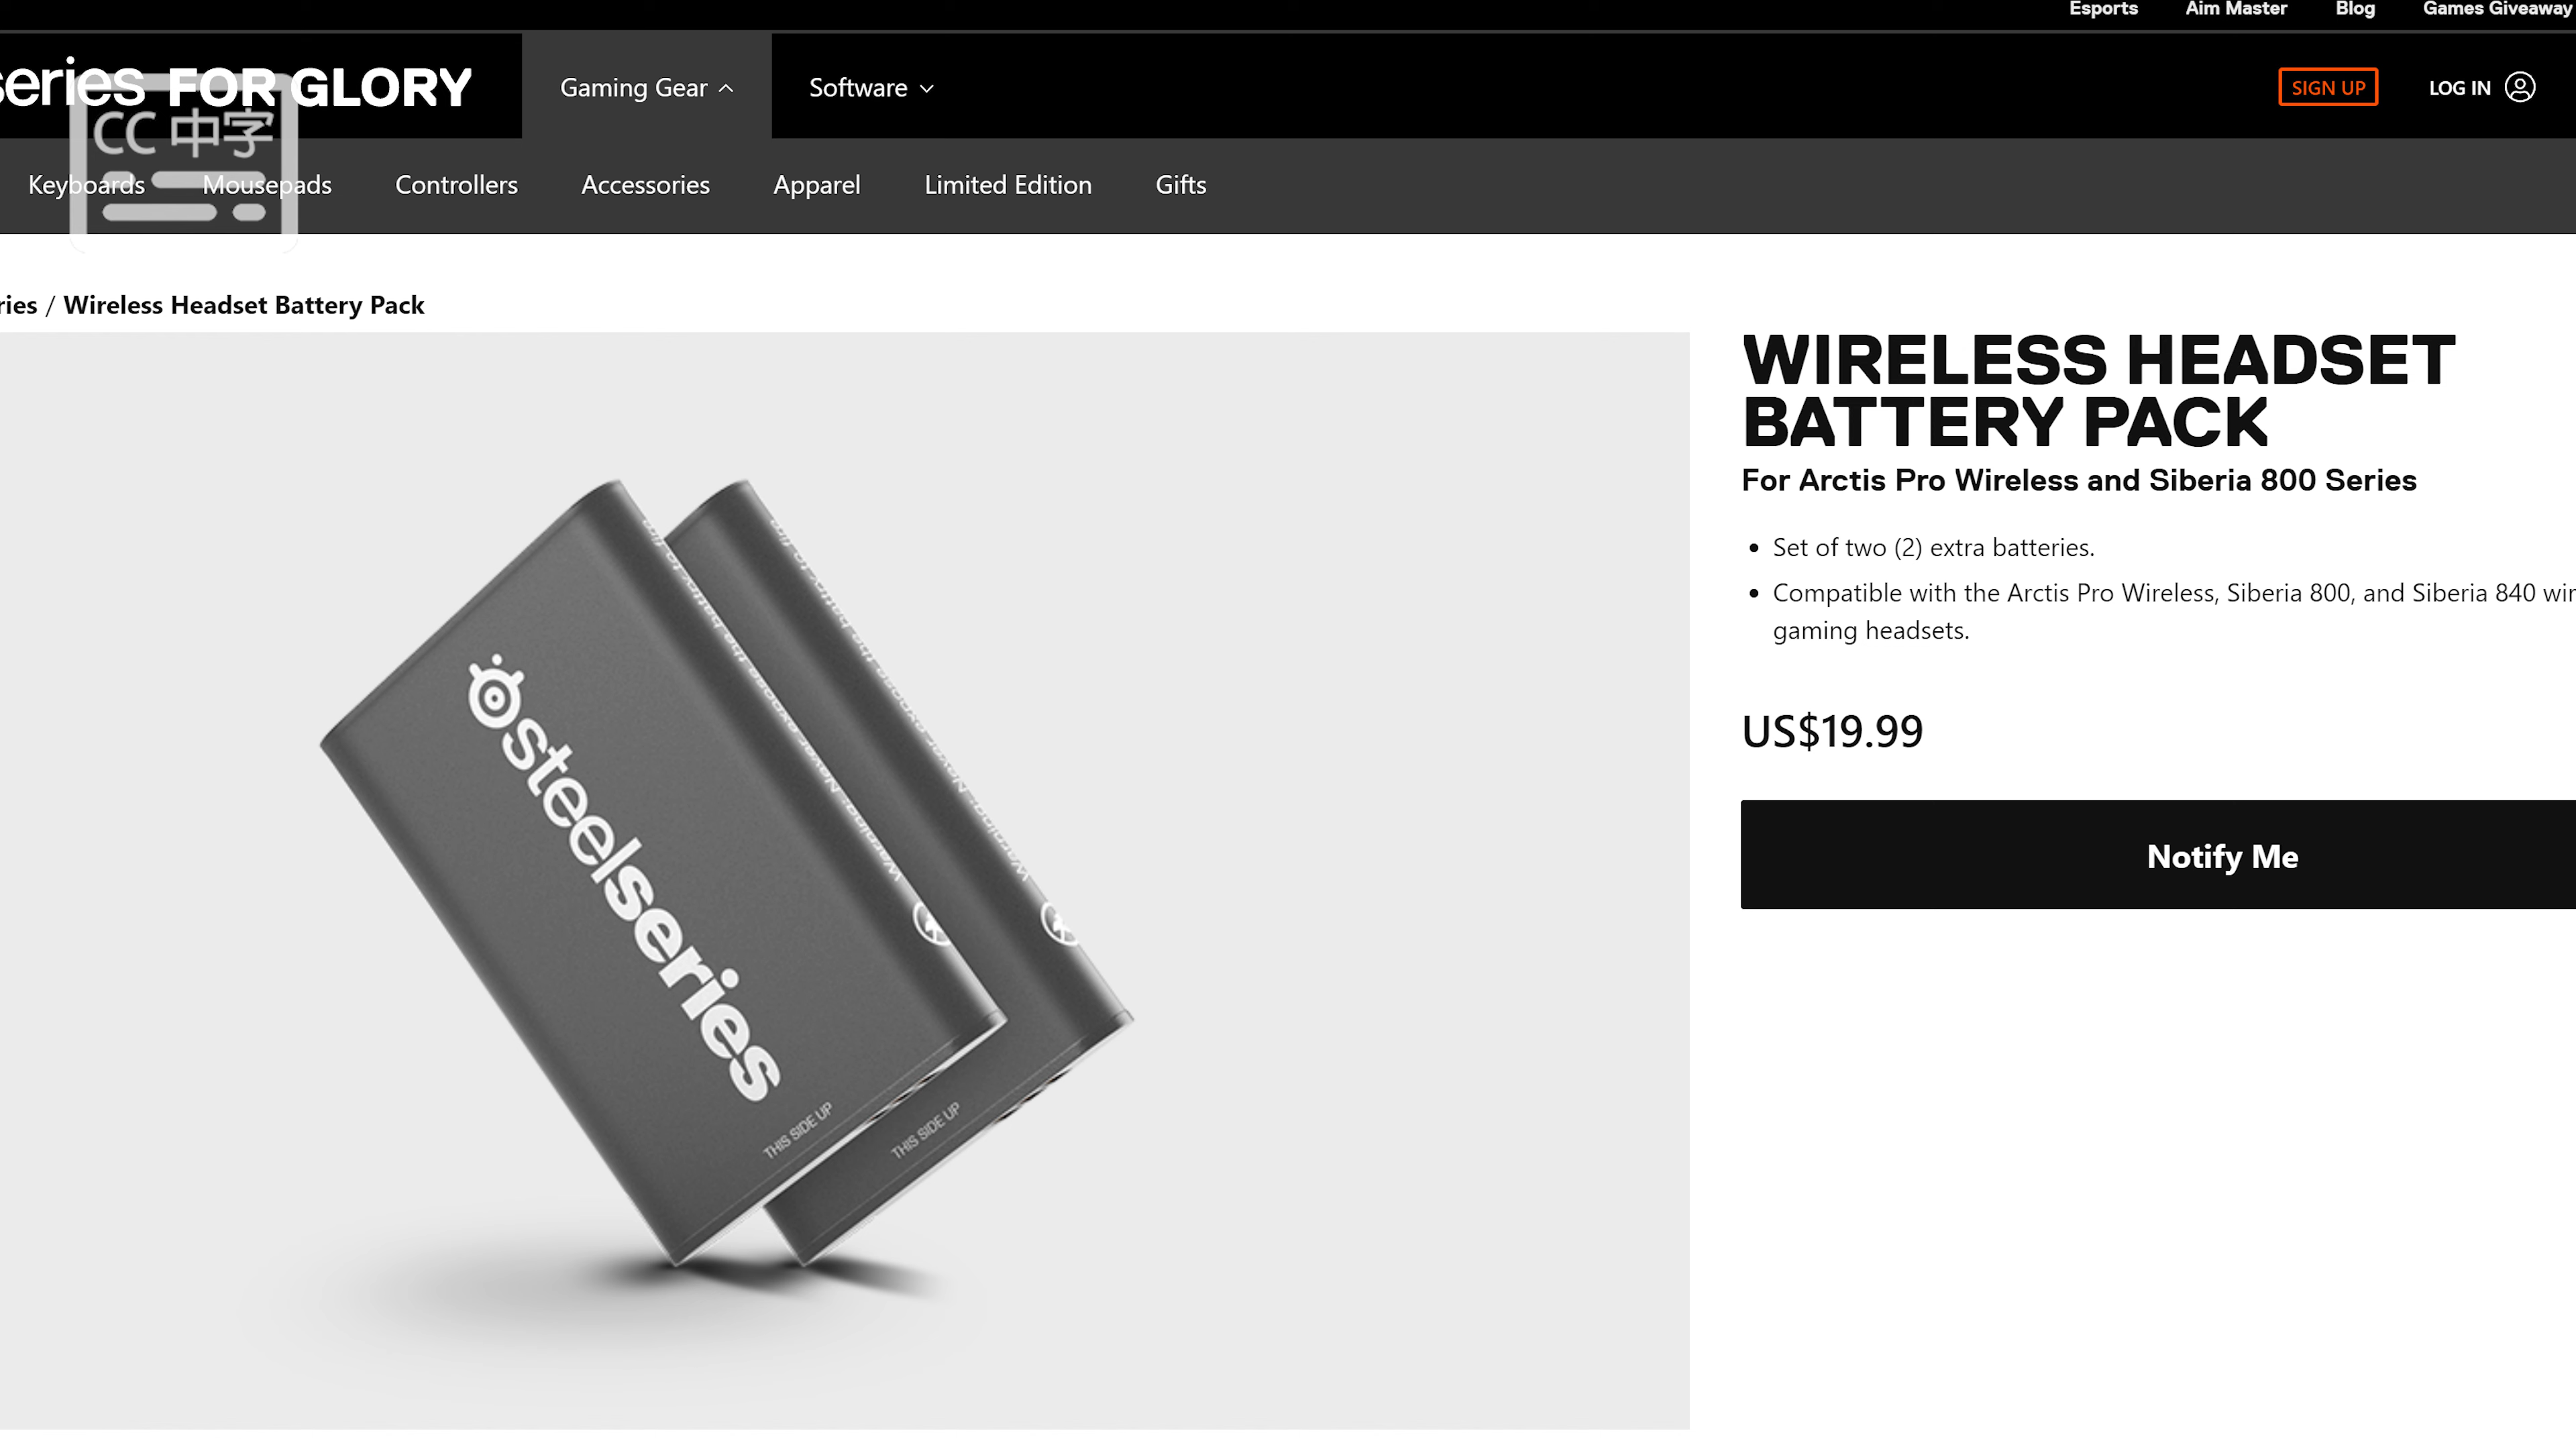 Esports Aim Master Blog Games Giveaway
series FOR GLORY Gaming Gear Software SIGN UP LOG IN
CC 中字
Keyboards Mousepads Controllers Accessories Apparel Limited Edition Gifts
ries / Wireless Headset Battery Pack
WIRELESS HEADSET
BATTERY PACK
For Arctis Pro Wireless and Siberia 800 Series
• Set of two (2) extra batteries.
• Compatible with the Arctis Pro Wireless, Siberia 800, and Siberia 840 wir
gaming headsets.
US$19.99
Notify Me
steelseries
THIS SIDE UP
THIS SIDE UP